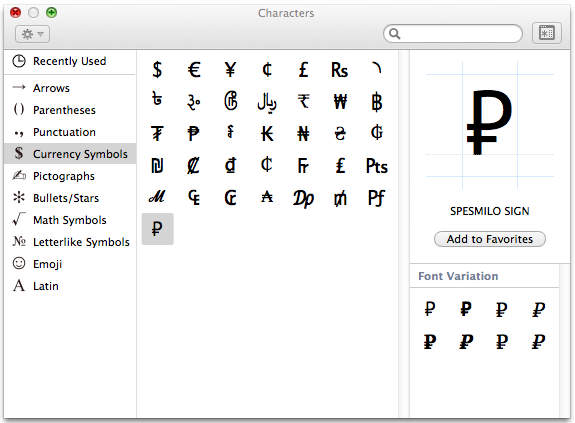 Characters
Recently Used
→ Arrows
() Parentheses
•, Punctuation
$ Currency Symbols
✍ Pictographs
✻ Bullets/Stars
√ Math Symbols
№ Letterlike Symbols
☺ Emoji
A Latin
$ € ¥ ¢ £ ₨ ৲
৳ ૱ ௹ ﷼ ₹ ₩ ฿
₮ ₱ ៛ ₭ ₦ ₴ ₲
₪ ₡ ₫ ₵ ₣ ₤ ₧
ℳ ₠ ₢ ₳ ₯ ₥ ₰
₽
₽
SPESMILO SIGN
Add to Favorites
Font Variation
₽ ₽ ₽ ₽
₽ ₽ ₽ ₽